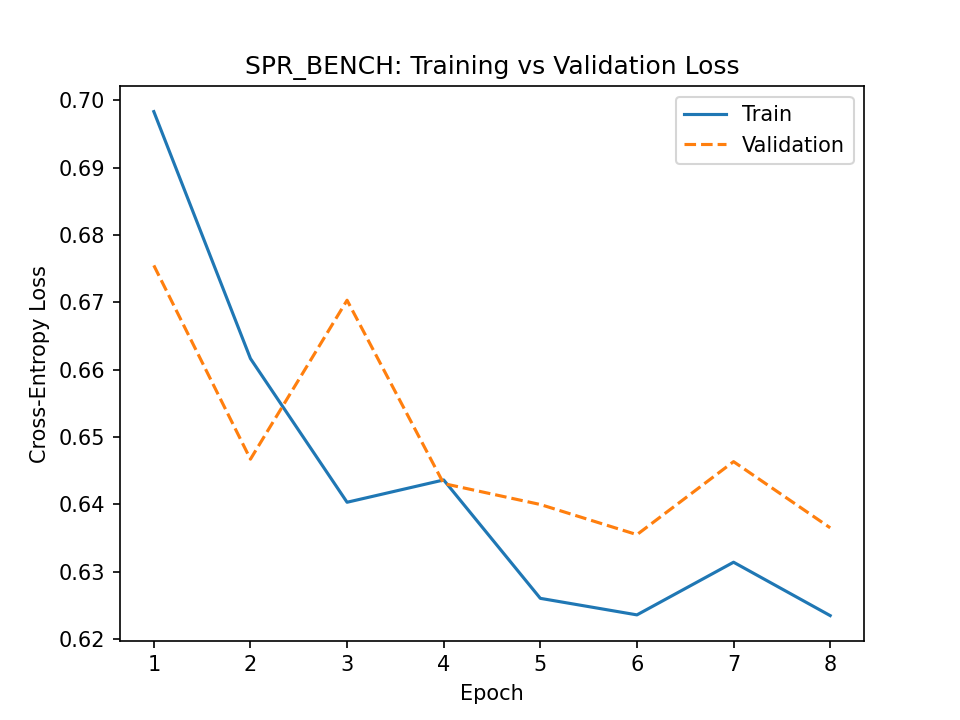 SPR_BENCH: Training vs Validation Loss
Train
Validation
0.70
0.69
0.68
0.67
0.66
0.65
0.64
0.63
0.62
Cross-Entropy Loss
1 2 3 4 5 6 7 8
Epoch